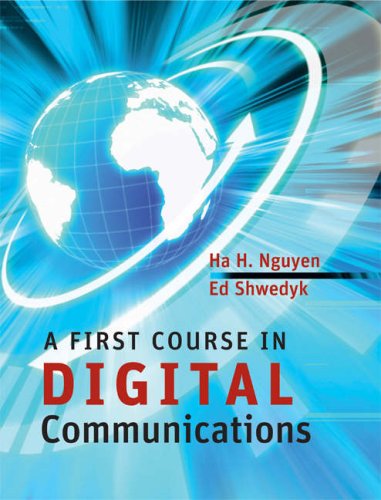 Ha H. Nguyen
Ed Shwedyk
A FIRST COURSE IN
DIGITAL
Communications